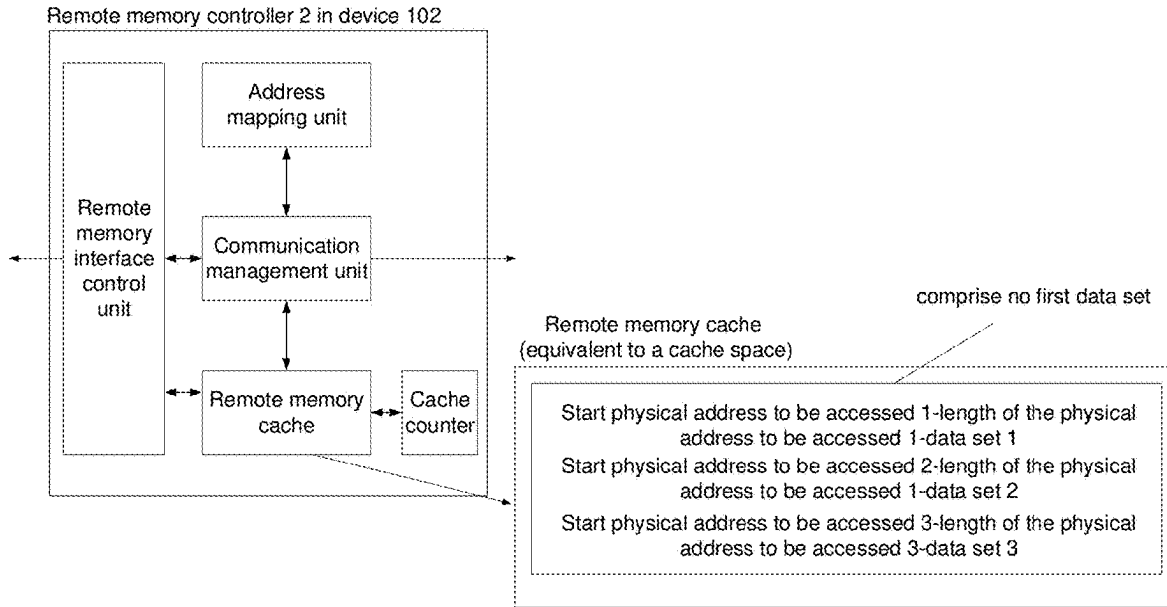 Remote memory controller 2 in device 102
Address
mapping unit
Remote
memory
interface
control
unit
Communication
management unit
Remote memory
cache
Cache
counter
comprise no first data set
Remote memory cache
(equivalent to a cache space)
Start physical address to be accessed 1-length of the physical
address to be accessed 1-data set 1
Start physical address to be accessed 2-length of the physical
address to be accessed 1-data set 2
Start physical address to be accessed 3-length of the physical
address to be accessed 3-data set 3